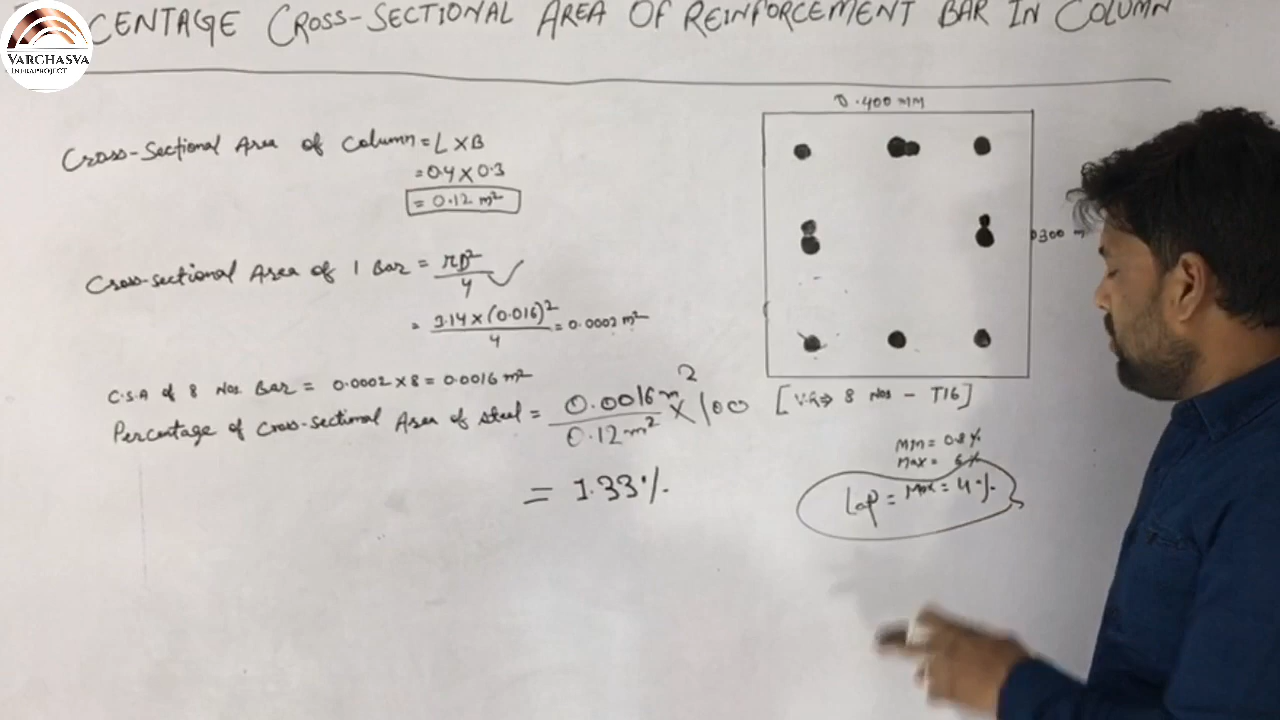 CENTAGE CROSS-SECTIONAL AREA OF REINFORCEMENT BAR IN COLUMN
VARCHASVA
INFRAPROJECT
0.400 MM
Cross-Sectional Area of Column = L X B
= 0.4 X 0.3
= 0.12 m²
0300 m
Cross-sectional Area of 1 Bar = πD²/4
= 3.14 x (0.016)²/4 = 0.0002 m²
C.S.A of 8 Nos. Bar = 0.0002 x 8 = 0.0016 m²
Percentage of Cross-sectional Area of steel = 0.0016 m²/0.12 m² X 100
= 1.33%
[V.R⇒ 8 Nos - T16]
Min = 0.8%
Max = 6%
Lap = Max = 4%